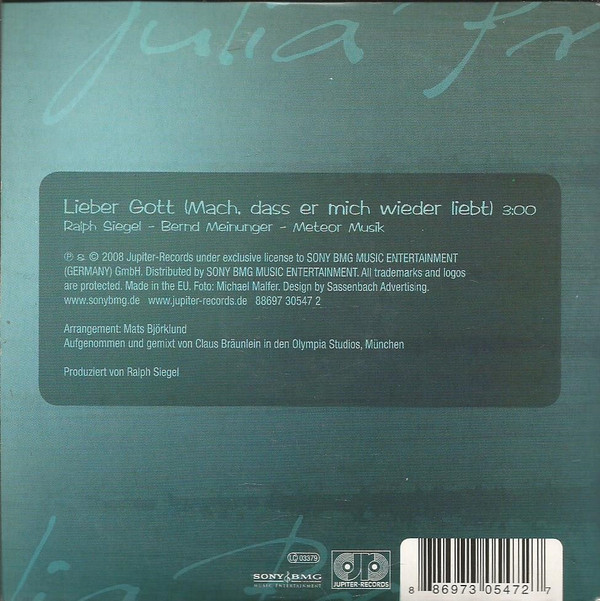 Julia
Lieber Gott (Mach, dass er mich wieder liebt) 3:00
Ralph Siegel - Bernd Meinunger - Meteor Musik
℗ & © 2008 Jupiter-Records under exclusive license to SONY BMG MUSIC ENTERTAINMENT
(GERMANY) GmbH. Distributed by SONY BMG MUSIC ENTERTAINMENT. All trademarks and logos
are protected. Made in the EU. Foto: Michael Malfer. Design by Sassenbach Advertising.
www.sonybmg.de www.jupiter-records.de 88697 30547 2
Arrangement: Mats Björklund
Aufgenommen und gemixt von Claus Bräunlein in den Olympia Studios, München
Produziert von Ralph Siegel
LC 03379
SONY BMG
MUSIC ENTERTAINMENT
JUPITER-RECORDS
8 86973 05472 7